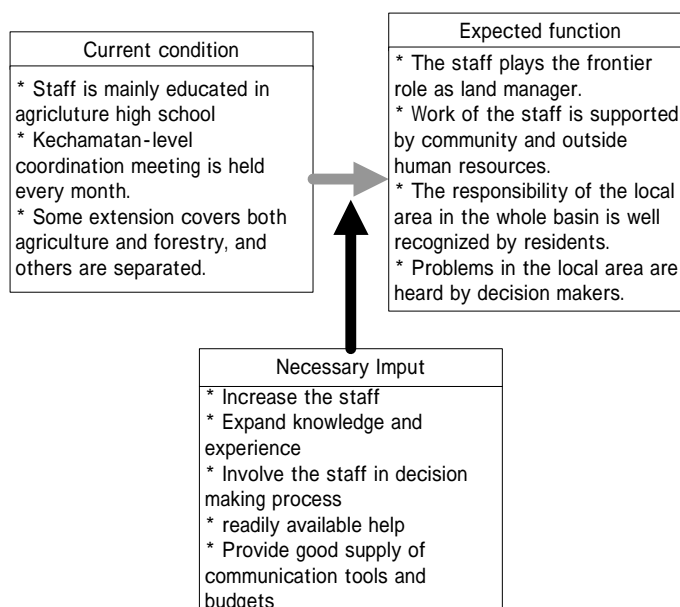 Current condition
* Staff is mainly educated in
agricluture high school
* Kechamatan-level
coordination meeting is held
every month.
* Some extension covers both
agriculture and forestry, and
others are separated.
Expected function
* The staff plays the frontier
role as land manager.
* Work of the staff is supported
by community and outside
human resources.
* The responsibility of the local
area in the whole basin is well
recognized by residents.
* Problems in the local area are
heard by decision makers.
Necessary Imput
* Increase the staff
* Expand knowledge and
experience
* Involve the staff in decision
making process
* readily available help
* Provide good supply of
communication tools and
budgets